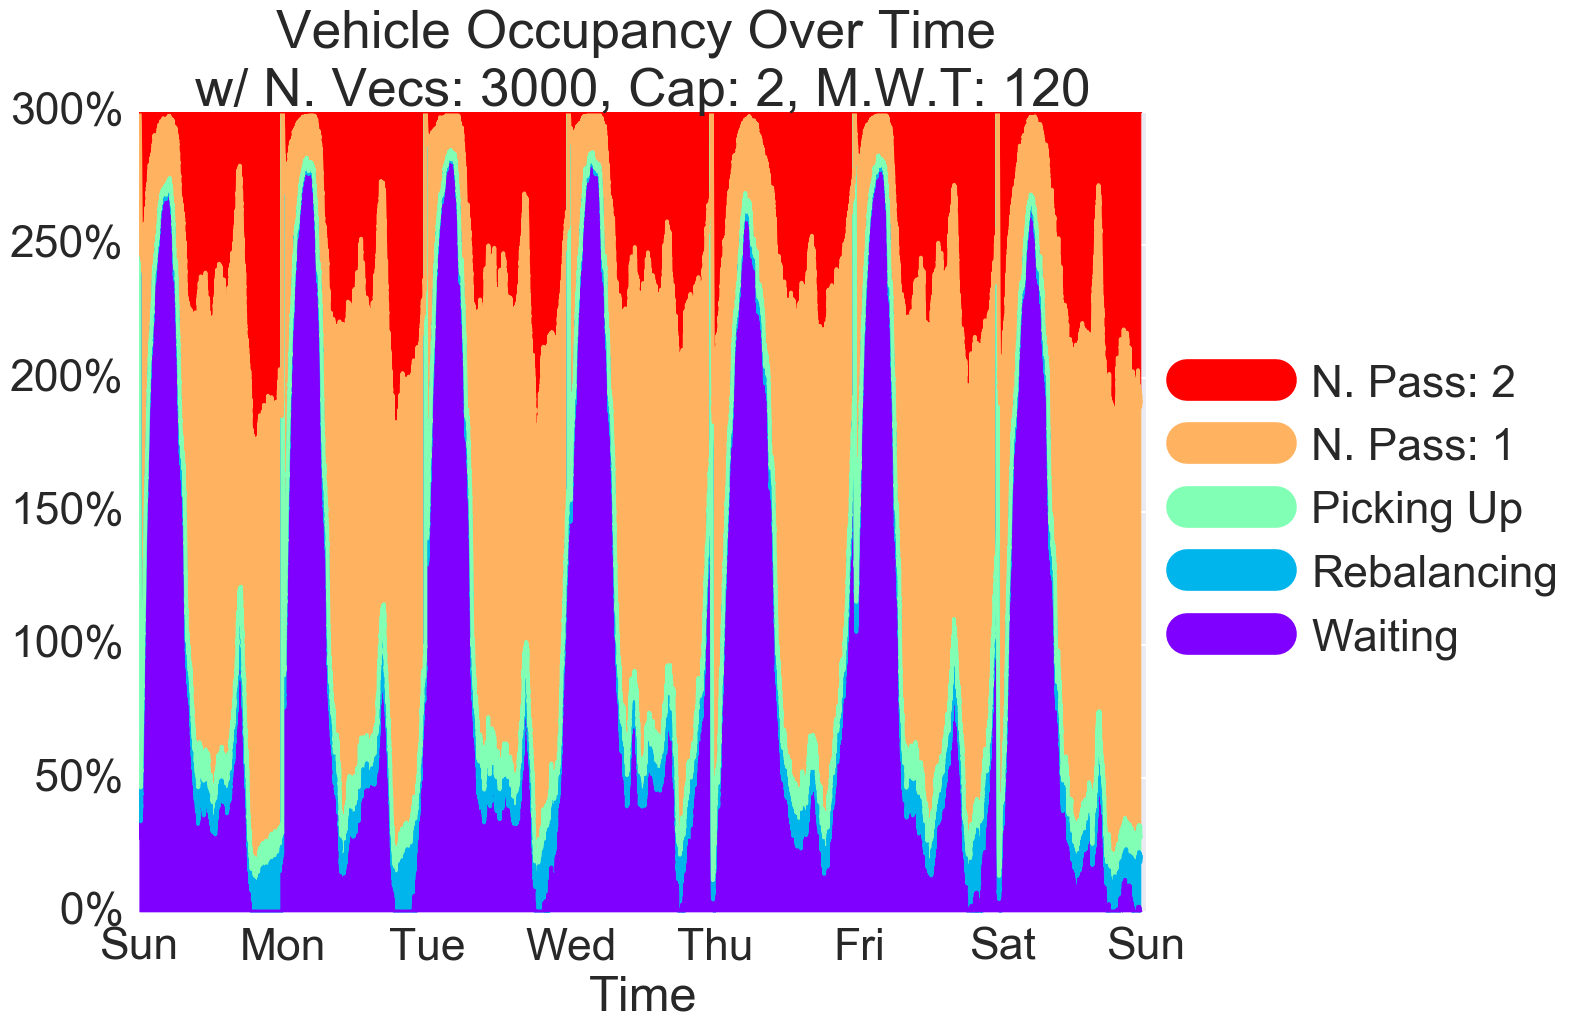 Vehicle Occupancy Over Time
w/ N. Vecs: 3000, Cap: 2, M.W.T: 120
300%
250%
200%
150%
100%
50%
0%
Sun Mon Tue Wed Thu Fri Sat Sun
Time
N. Pass: 2
N. Pass: 1
Picking Up
Rebalancing
Waiting